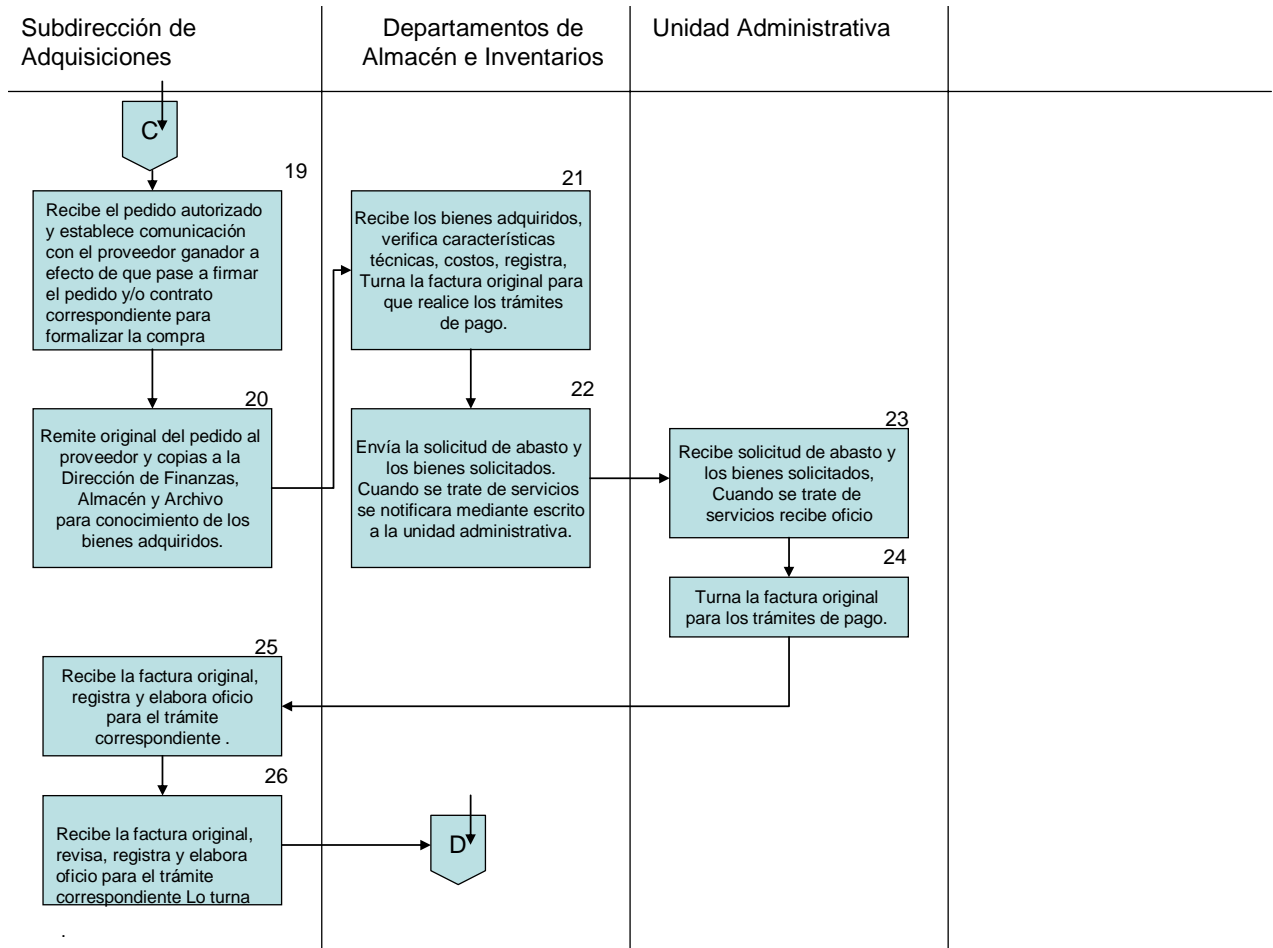 Subdirección de
Adquisiciones
Departamentos de
Almacén e Inventarios
Unidad Administrativa
C
19
Recibe el pedido autorizado
y establece comunicación
con el proveedor ganador a
efecto de que pase a firmar
el pedido y/o contrato
correspondiente para
formalizar la compra
20
Remite original del pedido al
proveedor y copias a la
Dirección de Finanzas,
Almacén y Archivo
para conocimiento de los
bienes adquiridos.
21
Recibe los bienes adquiridos,
verifica características
técnicas, costos, registra,
Turna la factura original para
que realice los trámites
de pago.
22
Envía la solicitud de abasto y
los bienes solicitados.
Cuando se trate de servicios
se notificara mediante escrito
a la unidad administrativa.
23
Recibe solicitud de abasto y
los bienes solicitados,
Cuando se trate de
servicios recibe oficio
24
Turna la factura original
para los trámites de pago.
25
Recibe la factura original,
registra y elabora oficio
para el trámite
correspondiente .
26
Recibe la factura original,
revisa, registra y elabora
oficio para el trámite
correspondiente Lo turna
.
D